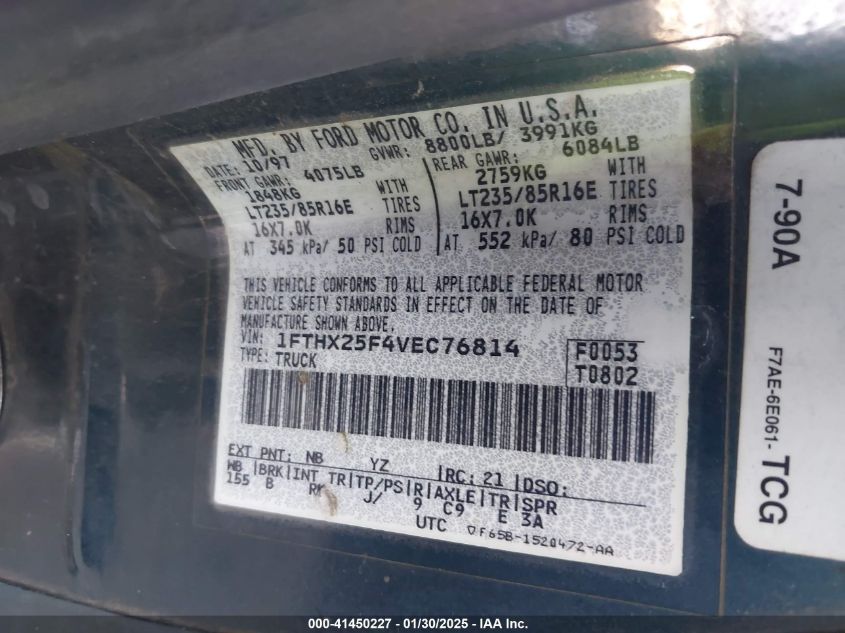 MFD. BY FORD MOTOR CO. IN U.S.A.
DATE: 10/97 GVWR: 8800LB/ 3991KG
FRONT GAWR: 4075LB REAR GAWR: 6084LB
1848KG WITH 2759KG WITH
LT235/85R16E TIRES LT235/85R16E TIRES
16X7.0K RIMS 16X7.0K RIMS
AT 345 kPa/ 50 PSI COLD AT 552 kPa/ 80 PSI COLD
THIS VEHICLE CONFORMS TO ALL APPLICABLE FEDERAL MOTOR
VEHICLE SAFETY STANDARDS IN EFFECT ON THE DATE OF
MANUFACTURE SHOWN ABOVE.
VIN: 1FTHX25F4VEC76814 F0053
TYPE: TRUCK T0802
EXT PNT: NB YZ RC: 21 DSO:
WB BRK INT TR TP/PS R AXLE TR SPR
155 B RK J/ 9 C9 E 3A
UTC F65B-1520472-AA
7-90A
F7AE-6E061-TCG
000-41450227 - 01/30/2025 - IAA Inc.